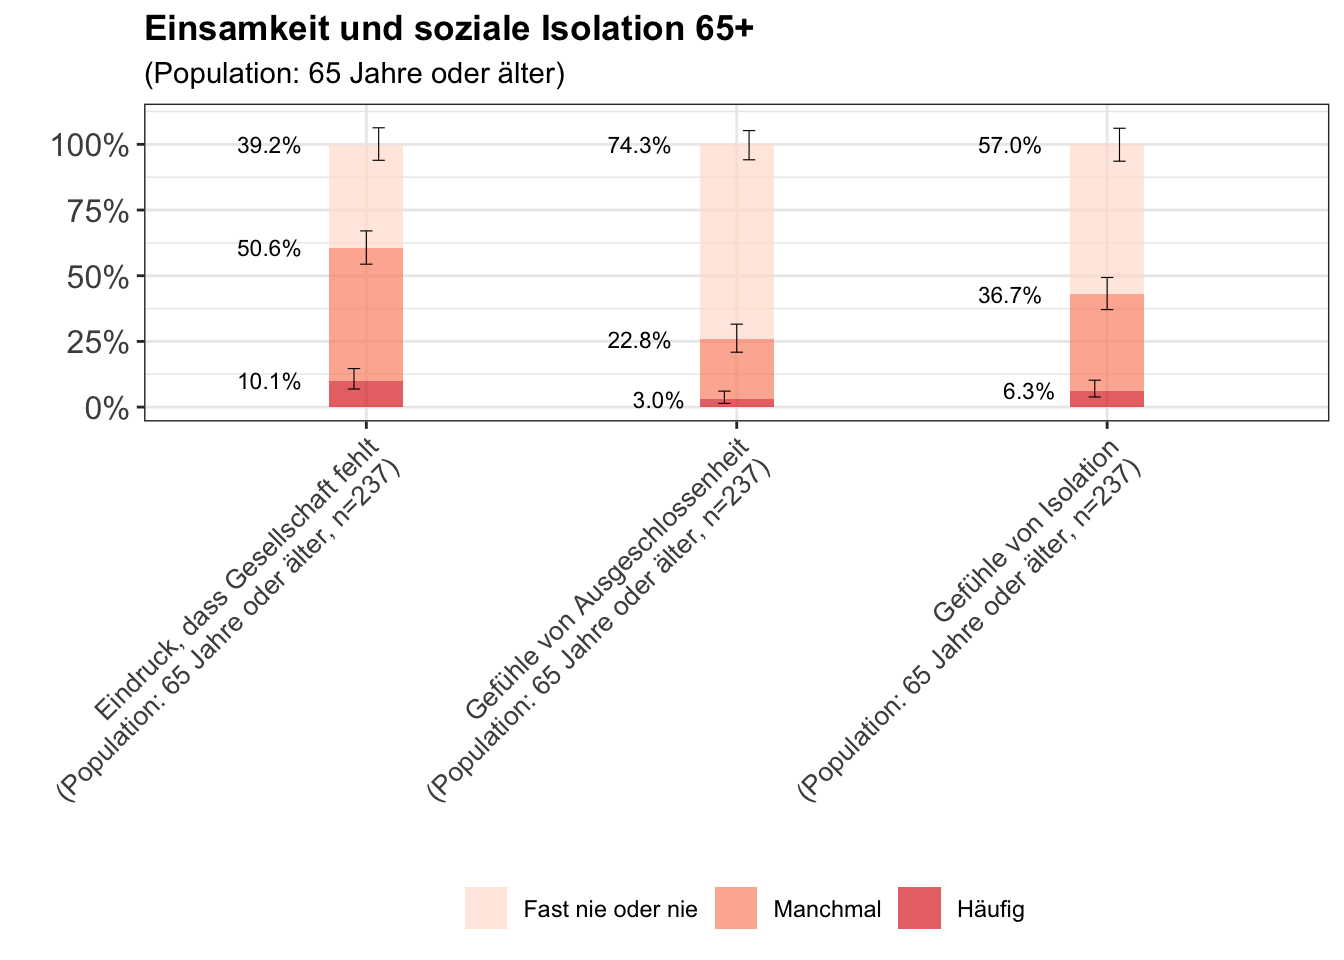 Einsamkeit und soziale Isolation 65+
(Population: 65 Jahre oder älter)
100%
75%
50%
25%
0%
39.2%
50.6%
10.1%
74.3%
22.8%
3.0%
57.0%
36.7%
6.3%
Eindruck, dass Gesellschaft fehlt
(Population: 65 Jahre oder älter, n=237)
Gefühle von Ausgeschlossenheit
(Population: 65 Jahre oder älter, n=237)
Gefühle von Isolation
(Population: 65 Jahre oder älter, n=237)
Fast nie oder nie
Manchmal
Häufig